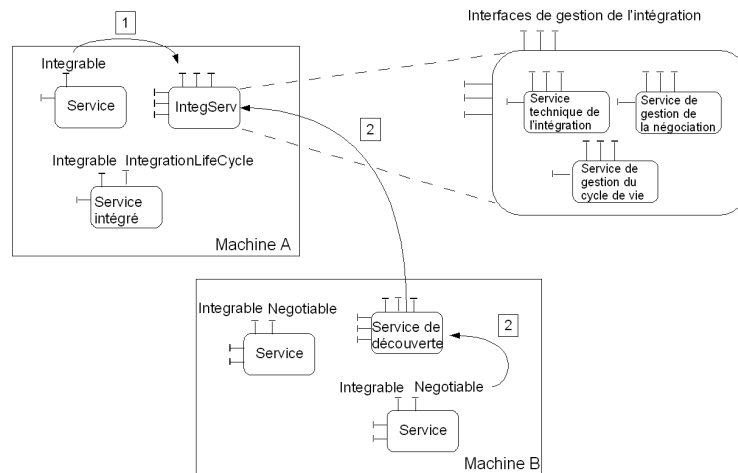 Interfaces de gestion de l'intégration
1
Integrable
Service
IntegServ
Integrable IntegrationLifeCycle
Service
intégré
Machine A
2
Service
technique de
l'intégration
Service de
gestion de
la négociation
Service de
gestion du
cycle de vie
Integrable Negotiable
Service
Service de
découverte
2
Integrable Negotiable
Service
Machine B